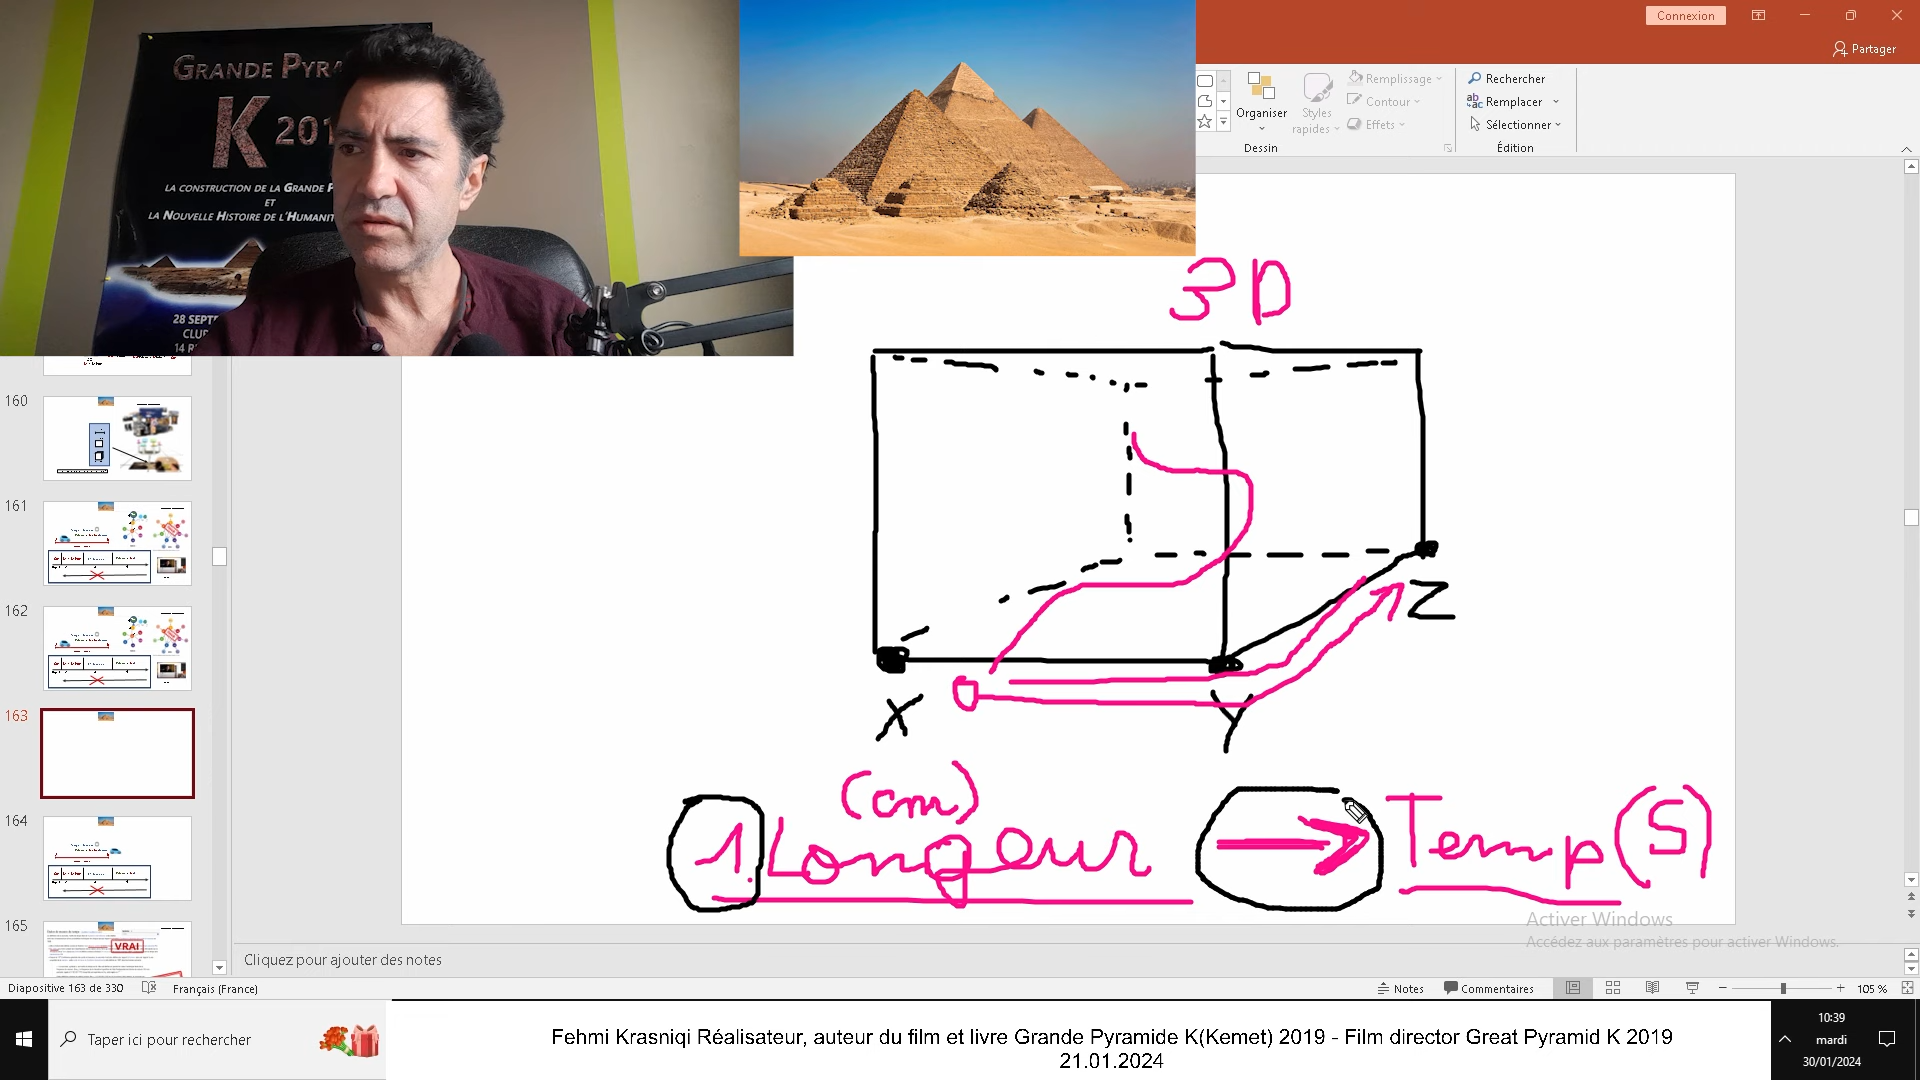 GRANDE PYRA
K 201
LA CONSTRUCTION DE LA GRANDE P
ET
LA NOUVELLE HISTOIRE DE L'HUMANIT
28 SEPT
CLUB
14 R
Connexion
Partager
Organiser
Styles
rapides
Remplissage
Contour
Effets
Dessin
Rechercher
Remplacer
Sélectionner
Édition
3D
X
Y
Z
(cm)
1. Longeur
Temp (S)
160
161
162
163
164
165
VRAI
Activer Windows
Accédez aux paramètres pour activer Windows.
Cliquez pour ajouter des notes
Diapositive 163 de 330
Français (France)
Notes
Commentaires
105 %
Taper ici pour rechercher
Fehmi Krasniqi Réalisateur, auteur du film et livre Grande Pyramide K(Kemet) 2019 - Film director Great Pyramid K 2019
21.01.2024
10:39
mardi
30/01/2024